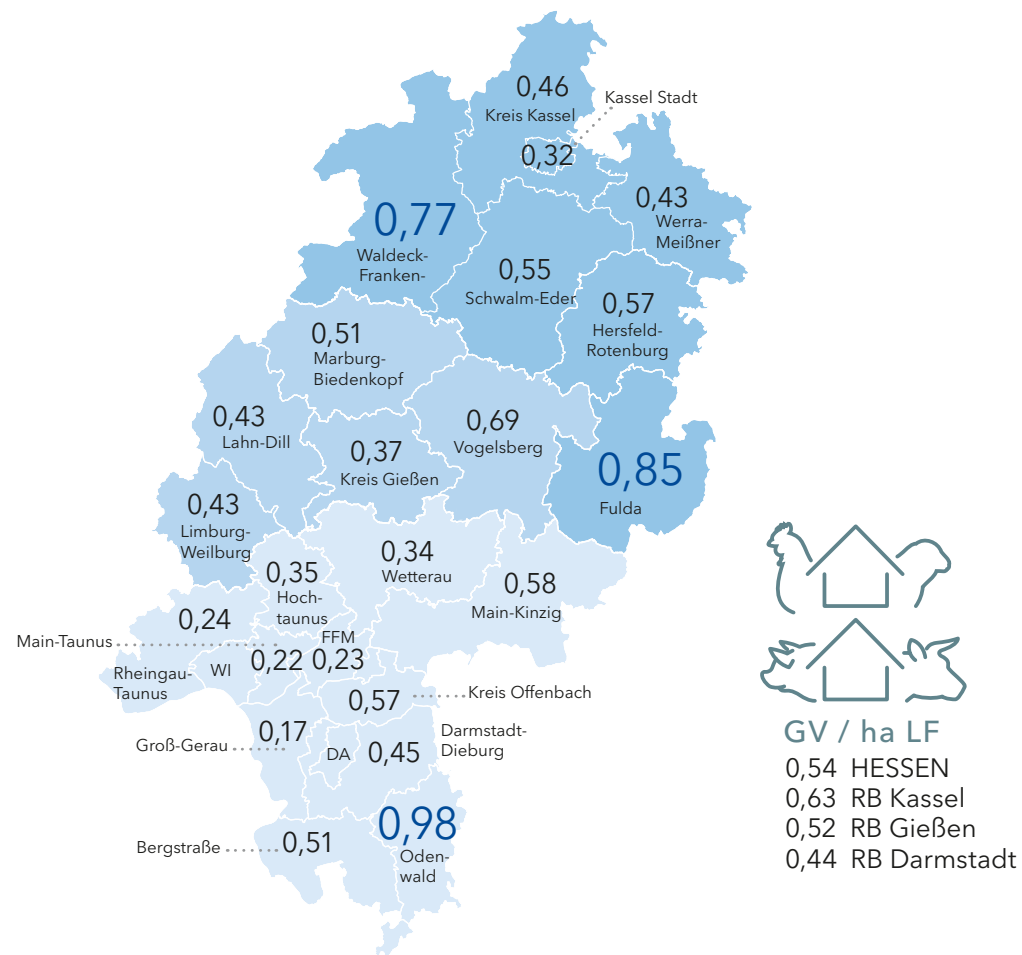 0,46
Kreis Kassel
Kassel Stadt
0,32
0,43
Werra-
Meißner
0,77
Waldeck-
Franken-
0,55
Schwalm-Eder
0,57
Hersfeld-
Rotenburg
0,51
Marburg-
Biedenkopf
0,43
Lahn-Dill
0,69
Vogelsberg
0,37
Kreis Gießen
0,85
Fulda
0,43
Limburg-
Weilburg
0,34
Wetterau
0,35
Hoch-
taunus
0,58
Main-Kinzig
0,24
Main-Taunus
FFM
Rheingau-
Taunus
WI
0,22
0,23
0,57
Kreis Offenbach
0,17
Groß-Gerau
DA
0,45
Darmstadt-
Dieburg
0,98
Oden-
wald
Bergstraße
0,51
GV / ha LF
0,54 HESSEN
0,63 RB Kassel
0,52 RB Gießen
0,44 RB Darmstadt